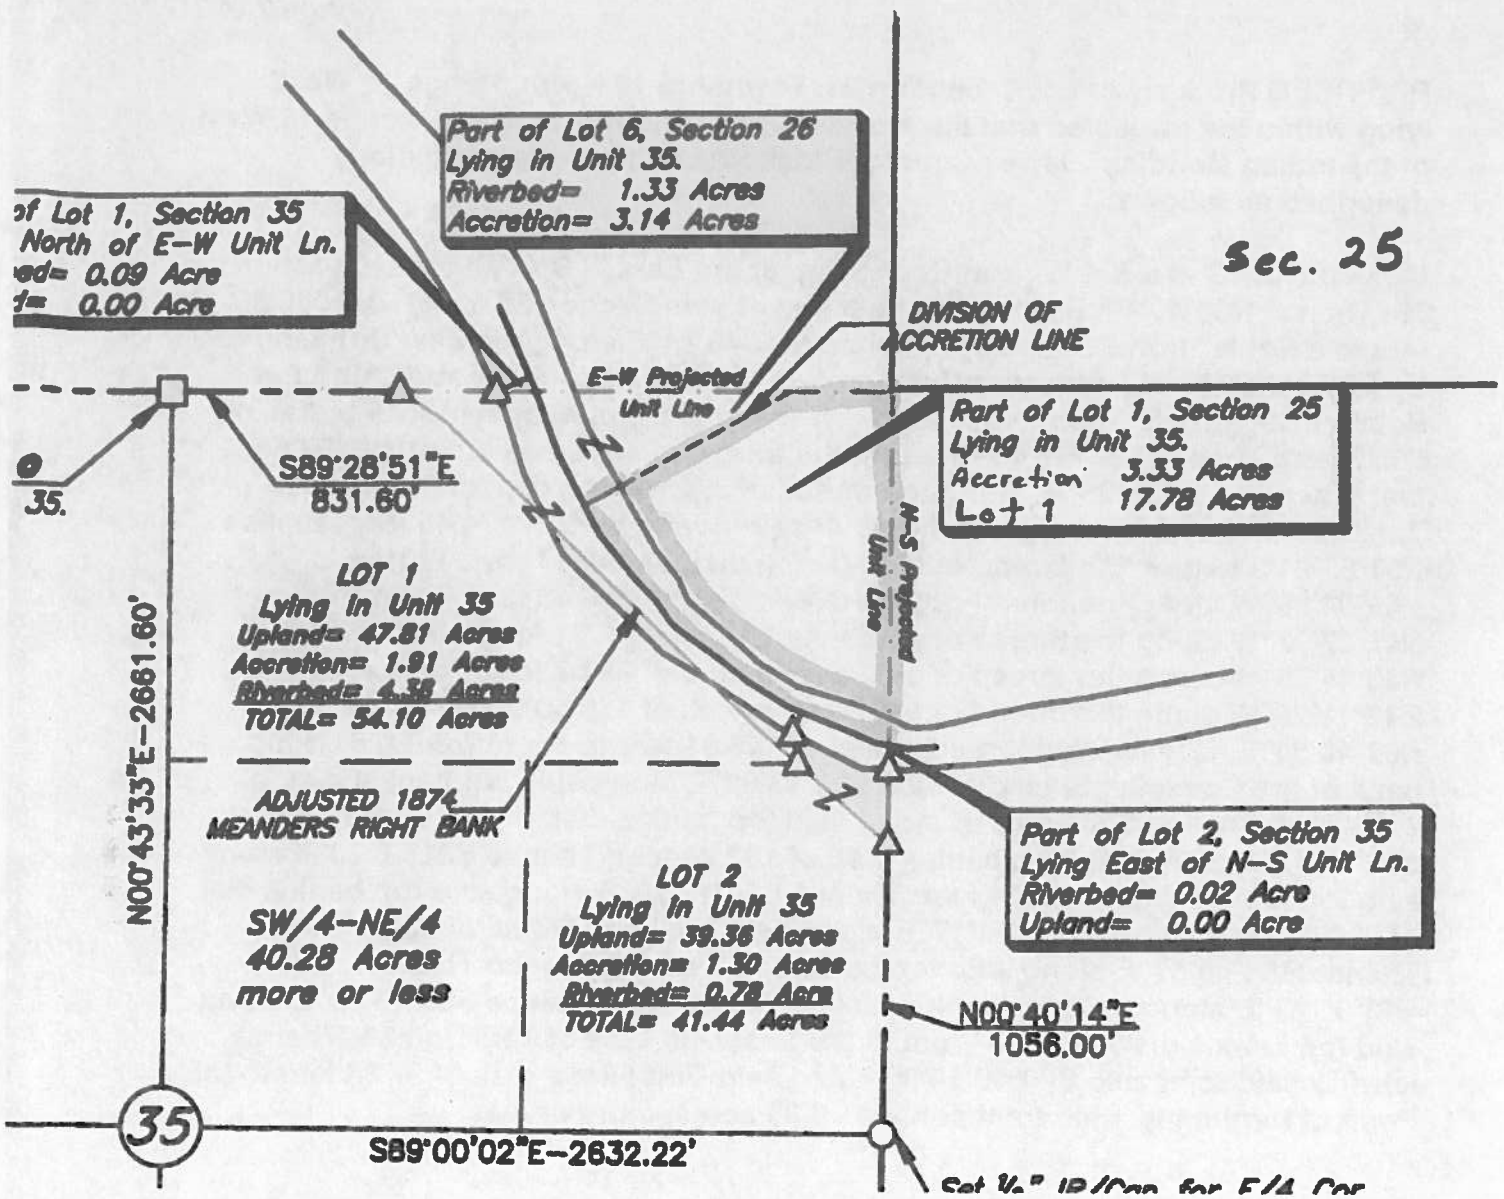 Part of Lot 6, Section 26
Lying in Unit 35.
Riverbed= 1.33 Acres
Accretion= 3.14 Acres
of Lot 1, Section 35
North of E-W Unit Ln.
0.09 Acre
0.00 Acre
Sec. 25
DIVISION OF
ACCRETION LINE
E-W Projected
Unit Line
Part of Lot 1, Section 25
Lying in Unit 35.
Accretion 3.33 Acres
Lot 1 17.78 Acres
S89°28'51"E
831.60'
35.
N-S Projected
Unit Line
LOT 1
Lying in Unit 35
Upland= 47.81 Acres
Accretion= 1.91 Acres
Riverbed= 4.38 Acres
TOTAL= 54.10 Acres
N00°43'33"E-2661.60'
ADJUSTED 1874
MEANDERS RIGHT BANK
Part of Lot 2, Section 35
Lying East of N-S Unit Ln.
Riverbed= 0.02 Acre
Upland= 0.00 Acre
LOT 2
Lying in Unit 35
Upland= 39.36 Acres
Accretion= 1.30 Acres
Riverbed= 0.78 Acre
TOTAL= 41.44 Acres
SW/4-NE/4
40.28 Acres
more or less
N00°40'14"E
1056.00'
35
S89°00'02"E-2632.22'
Set ½" IP/Cap for E/4 Cor